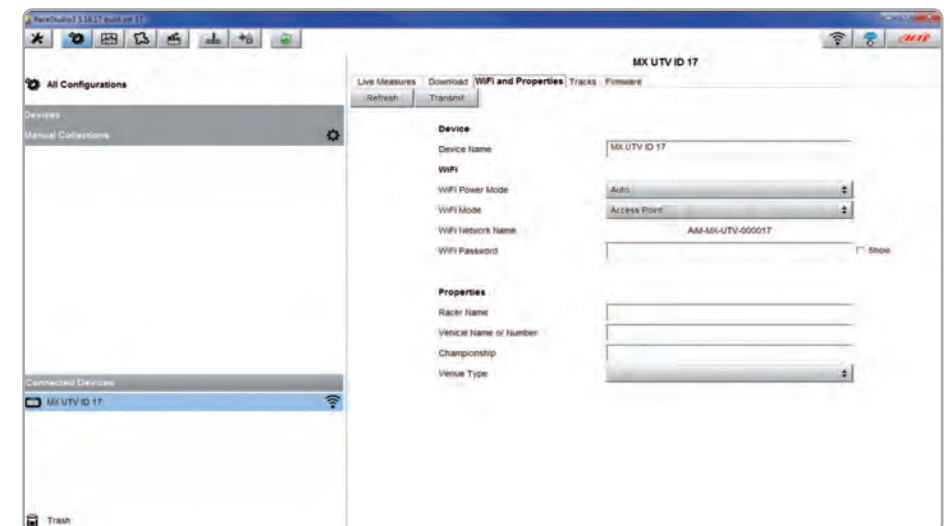 MX UTV ID 17
All Configurations
Live Measures Download WiFi and Properties Tracks Firmware
Refresh Transmit
Devices
Manual Collections
Device
Device Name MX UTV ID 17
WiFi
WiFi Power Mode Auto
WiFi Mode Access Point
WiFi Network Name AiM-MX-UTV-000017
WiFi Password Show
Properties
Racer Name
Vehicle Name or Number
Championship
Venue Type
Connected Devices
MX UTV ID 17
Trash